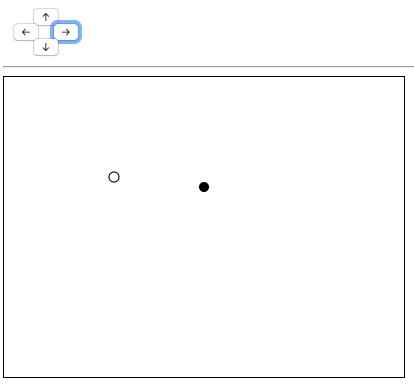 ↑
← →
↓